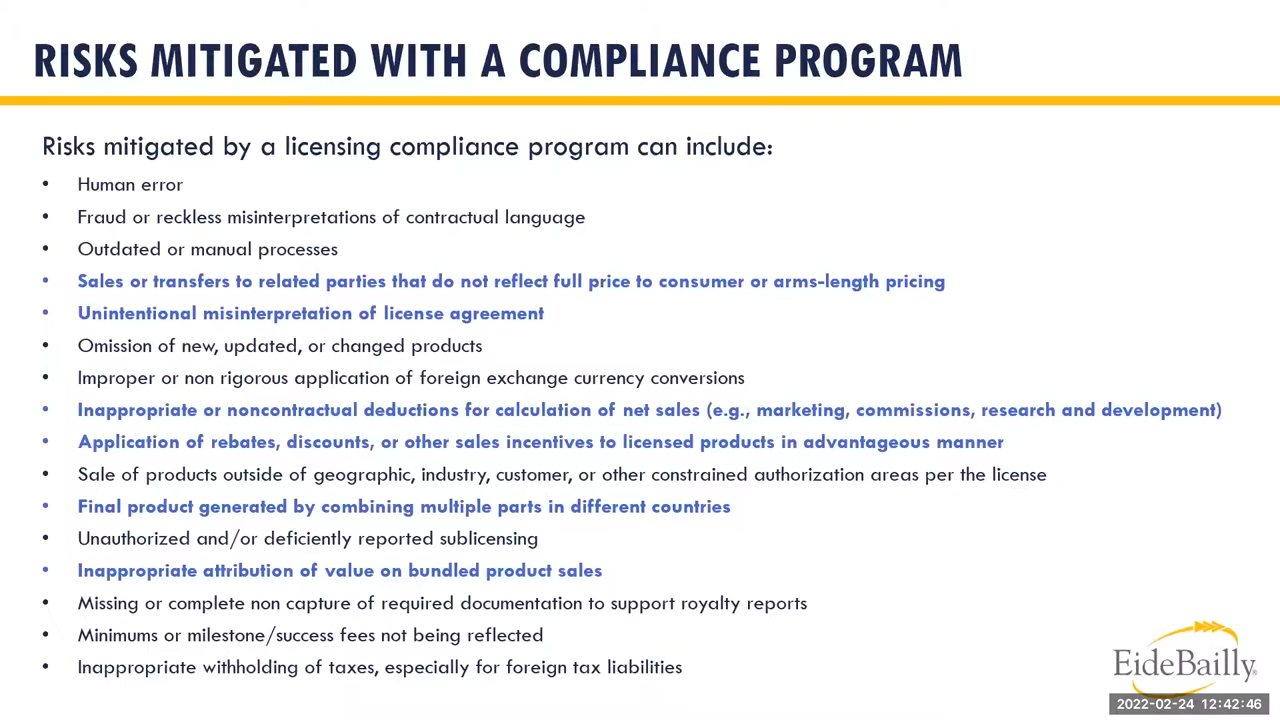 RISKS MITIGATED WITH A COMPLIANCE PROGRAM
Risks mitigated by a licensing compliance program can include:
• Human error
• Fraud or reckless misinterpretations of contractual language
• Outdated or manual processes
• Sales or transfers to related parties that do not reflect full price to consumer or arms-length pricing
• Unintentional misinterpretation of license agreement
• Omission of new, updated, or changed products
• Improper or non rigorous application of foreign exchange currency conversions
• Inappropriate or noncontractual deductions for calculation of net sales (e.g., marketing, commissions, research and development)
• Application of rebates, discounts, or other sales incentives to licensed products in advantageous manner
• Sale of products outside of geographic, industry, customer, or other constrained authorization areas per the license
• Final product generated by combining multiple parts in different countries
• Unauthorized and/or deficiently reported sublicensing
• Inappropriate attribution of value on bundled product sales
• Missing or complete non capture of required documentation to support royalty reports
• Minimums or milestone/success fees not being reflected
• Inappropriate withholding of taxes, especially for foreign tax liabilities
EideBailly®
2022-02-24 12:42:46